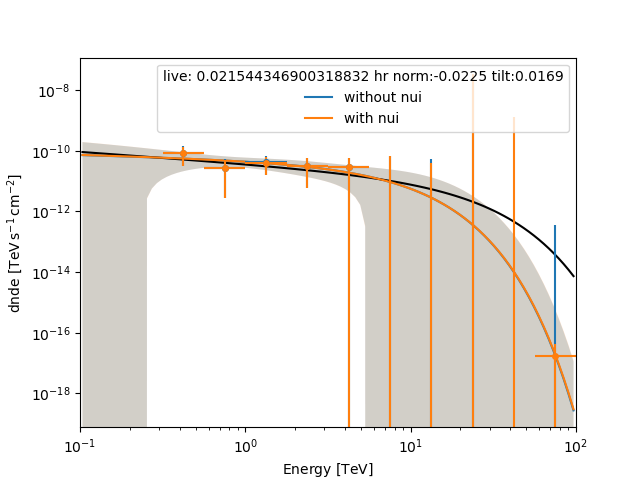 live: 0.021544346900318832 hr norm:-0.0225 tilt:0.0169
without nui
with nui
dnde [TeV s⁻¹ cm⁻²]
10⁻⁸
10⁻¹⁰
10⁻¹²
10⁻¹⁴
10⁻¹⁶
10⁻¹⁸
10⁻¹ 10⁰ 10¹ 10²
Energy [TeV]